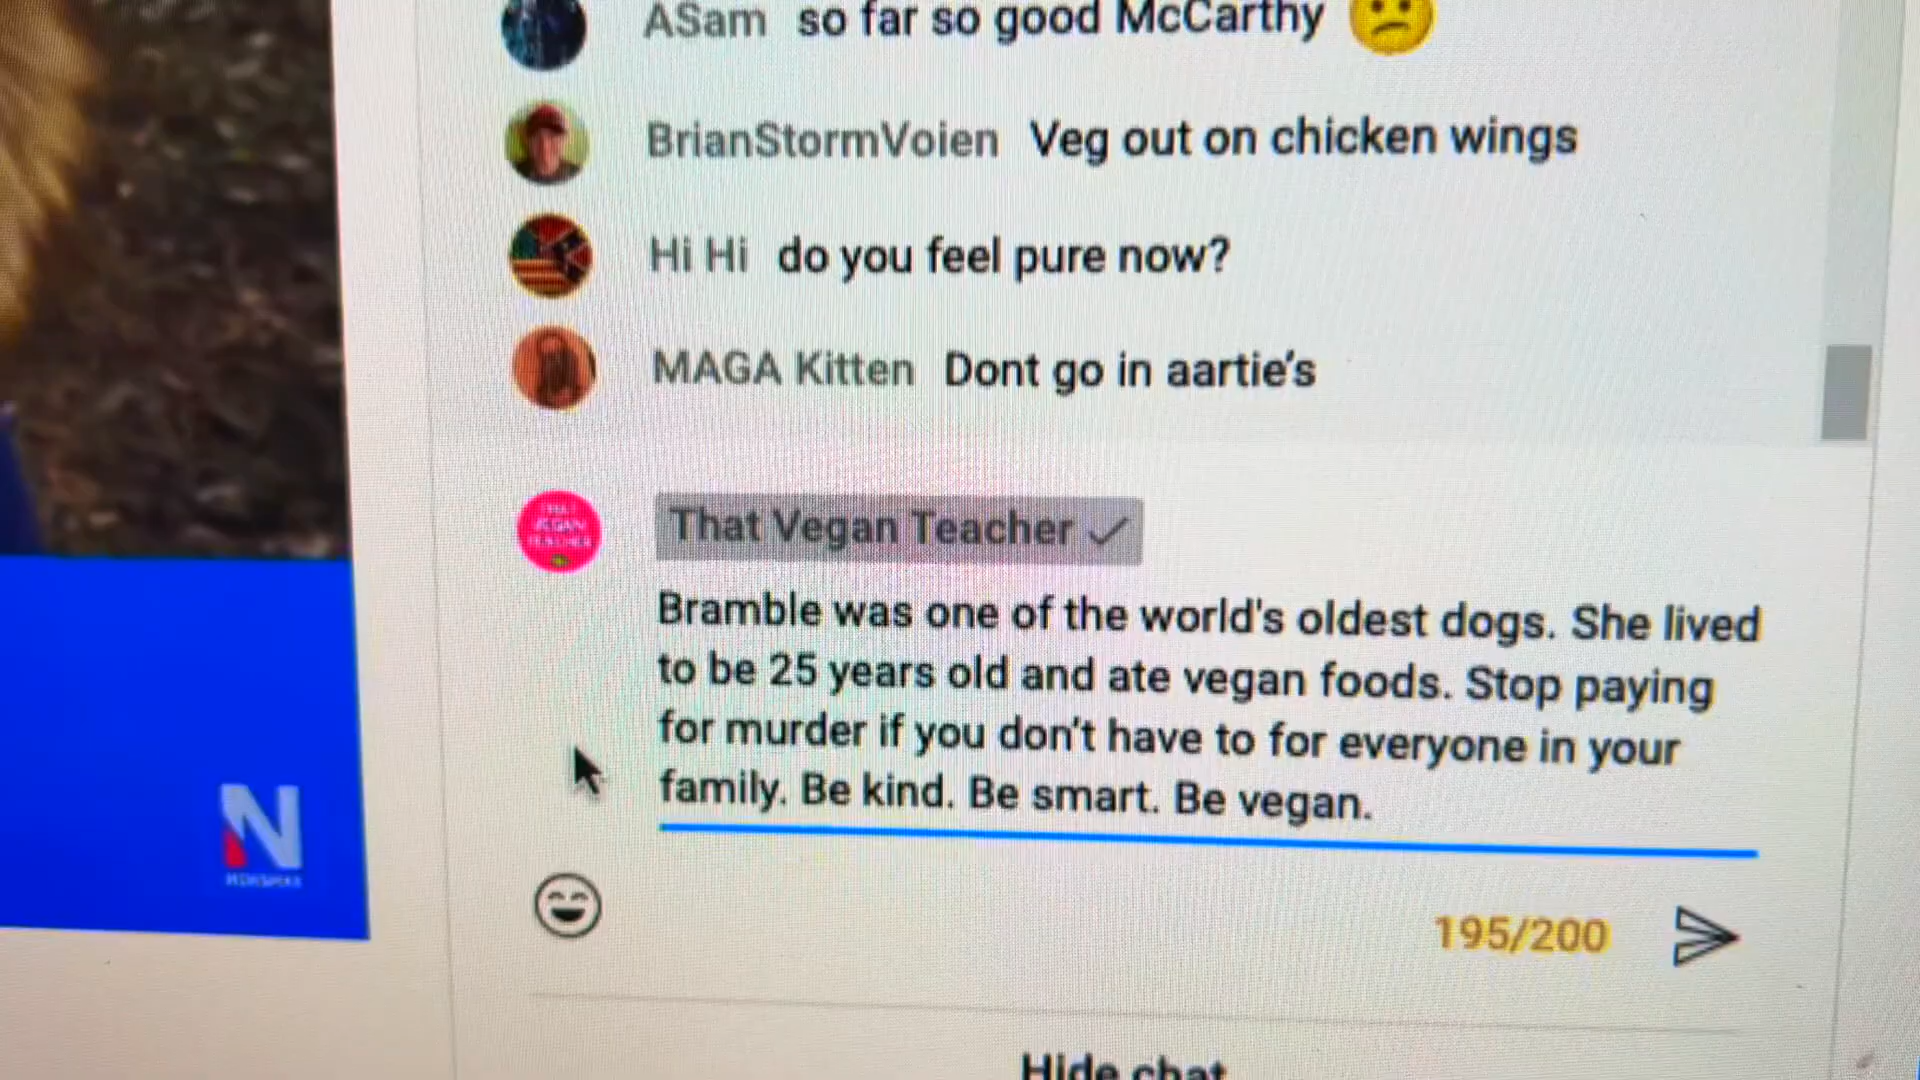 ASam so far so good McCarthy
BrianStormVoien Veg out on chicken wings
Hi Hi do you feel pure now?
MAGA Kitten Dont go in aartie's
THAT
VEGAN
TEACHER
That Vegan Teacher
Bramble was one of the world's oldest dogs. She lived
to be 25 years old and ate vegan foods. Stop paying
for murder if you don't have to for everyone in your
family. Be kind. Be smart. Be vegan.
N
195/200
Hide chat